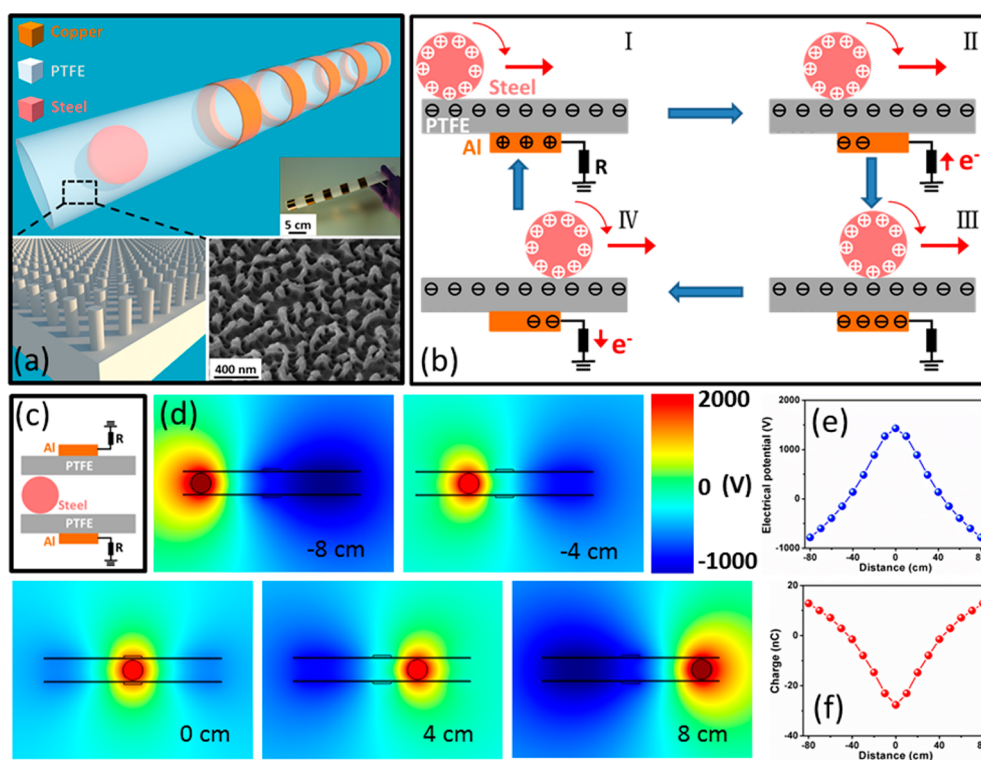 Copper
PTFE
Steel
5 cm
(a)
400 nm
I
Steel
PTFE
Al
R
II
e-
IV
III
e-
(b)
(c)
Al
R
PTFE
Steel
PTFE
Al
R
(d)
-8 cm
-4 cm
2000
0 (V)
-1000
(e)
Electrical potential (V)
2000
1000
0
-1000
-80 -40 0 40 80
Distance (cm)
0 cm
4 cm
8 cm
(f)
Charge (nC)
20
0
-20
-40
-80 -40 0 40 80
Distance (cm)